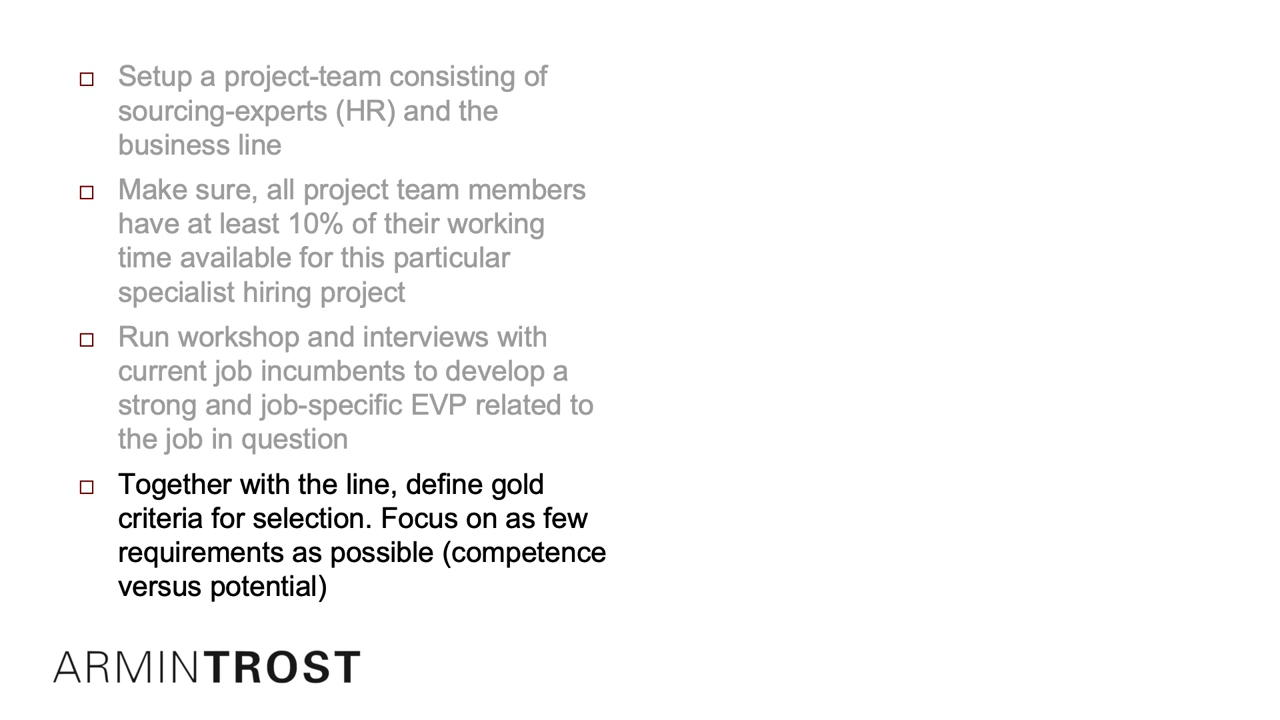 Setup a project-team consisting of
sourcing-experts (HR) and the
business line
Make sure, all project team members
have at least 10% of their working
time available for this particular
specialist hiring project
Run workshop and interviews with
current job incumbents to develop a
strong and job-specific EVP related to
the job in question
Together with the line, define gold
criteria for selection. Focus on as few
requirements as possible (competence
versus potential)
ARMINTROST